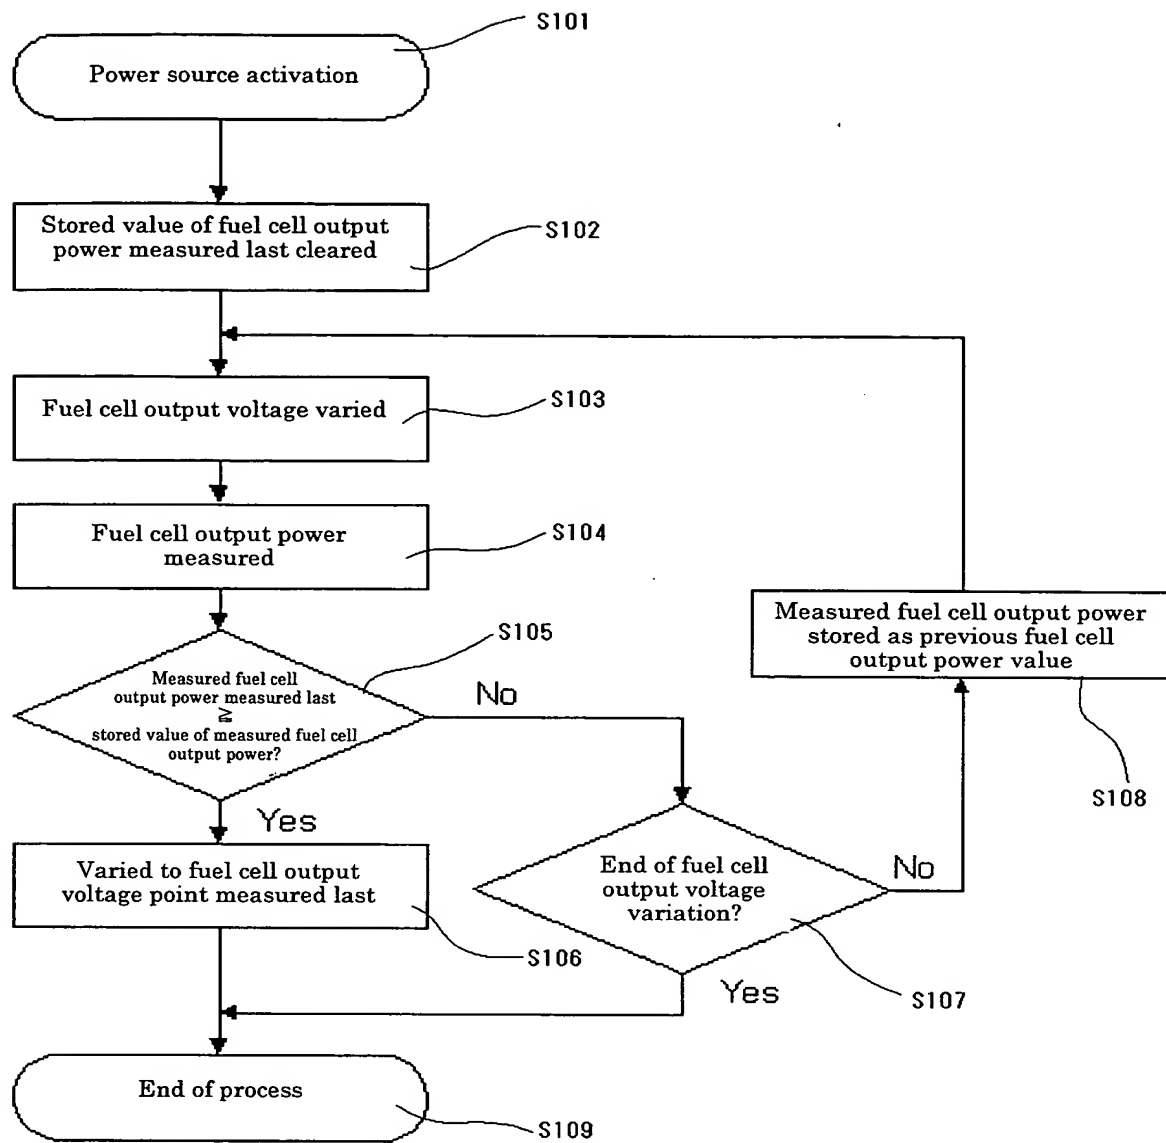 S101
Power source activation
Stored value of fuel cell output
power measured last cleared
S102
Fuel cell output voltage varied
S103
Fuel cell output power
measured
S104
Measured fuel cell output power
stored as previous fuel cell
output power value
S108
S105
Measured fuel cell
output power measured last
≧
stored value of measured fuel cell
output power?
No
Yes
Varied to fuel cell output
voltage point measured last
S106
End of fuel cell
output voltage
variation?
No
Yes
S107
End of process
S109